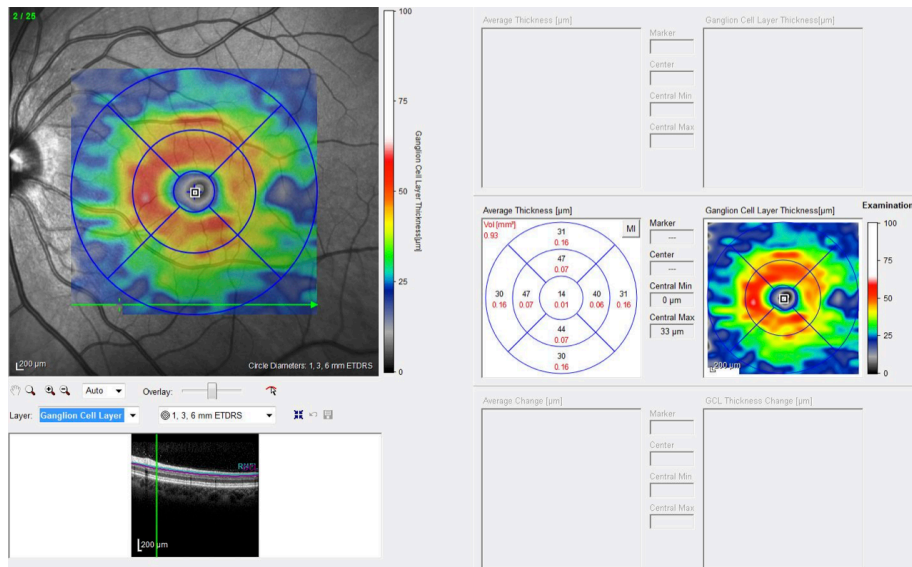 2 / 25
100
75
50
25
0
Ganglion Cell Layer Thickness[µm]
200 µm
Circle Diameters: 1, 3, 6 mm ETDRS
Auto
Overlay:
Layer: Ganglion Cell Layer
1, 3, 6 mm ETDRS
200 µm
Average Thickness [µm]
Marker
Center
Central Min
Central Max
Ganglion Cell Layer Thickness[µm]
Average Thickness [µm]
Vol [mm³]
0.93
MI
31
0.16
47
0.07
30
0.16
47
0.07
14
0.01
40
0.06
31
0.16
44
0.07
30
0.16
Marker
---
Center
---
Central Min
0 µm
Central Max
33 µm
Ganglion Cell Layer Thickness[µm]
200 µm
Examination
100
75
50
25
0
Average Change [µm]
Marker
Center
Central Min
Central Max
GCL Thickness Change [µm]